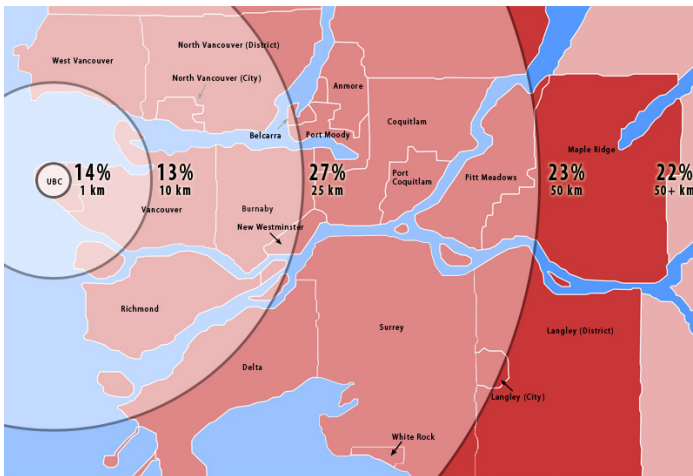 North Vancouver (District)
West Vancouver
North Vancouver (City)
Anmore
Belcarra
Port Moody
Coquitlam
Maple Ridge
UBC
14%
1 km
13%
10 km
27%
25 km
Port
Coquitlam
Pitt Meadows
23%
50 km
22%
50+ km
Vancouver
Burnaby
New Westminster
Richmond
Surrey
Langley (District)
Delta
Langley (City)
White Rock